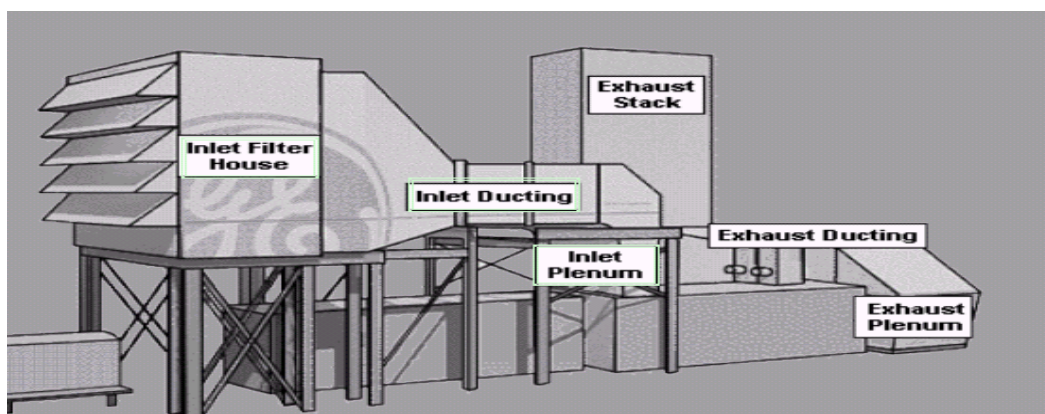 Exhaust
Stack
Inlet Filter
House
Inlet Ducting
Exhaust Ducting
Inlet
Plenum
Exhaust
Plenum